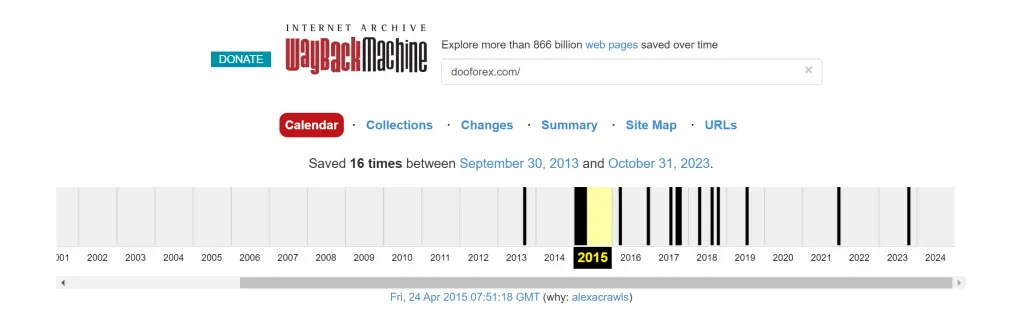 INTERNET ARCHIVE
DONATE
WayBackMachine
Explore more than 866 billion web pages saved over time
dooforex.com/
×
Calendar · Collections · Changes · Summary · Site Map · URLs
Saved 16 times between September 30, 2013 and October 31, 2023.
001 2002 2003 2004 2005 2006 2007 2008 2009 2010 2011 2012 2013 2014 2015 2016 2017 2018 2019 2020 2021 2022 2023 2024
Fri, 24 Apr 2015 07:51:18 GMT (why: alexacrawls)